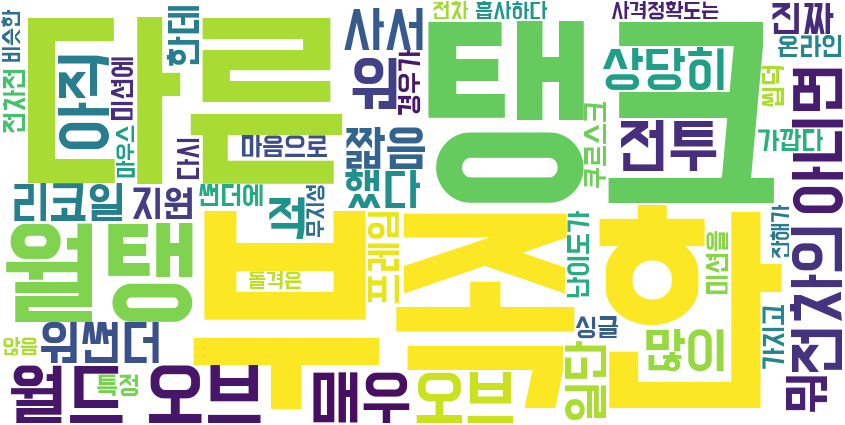 비슷한
한데
사서
전차
흡사하다
사격정확도는
진짜
온라인
다른
탱크
아직
미션에
전차전
워
경우가
상당히
씹덕
마우스
다시
마음으로
짧음
했다
쿠르스크
전투
가깝다
아니면
리코일
지원
썬더에
적
무지성
프레임
난이도가
부족한
미션을
잔해가
전차의
월탱
돌격은
워썬더
않음
싱글
많이
가지고
뭐
월드
오브
특정
매우
오브
일단